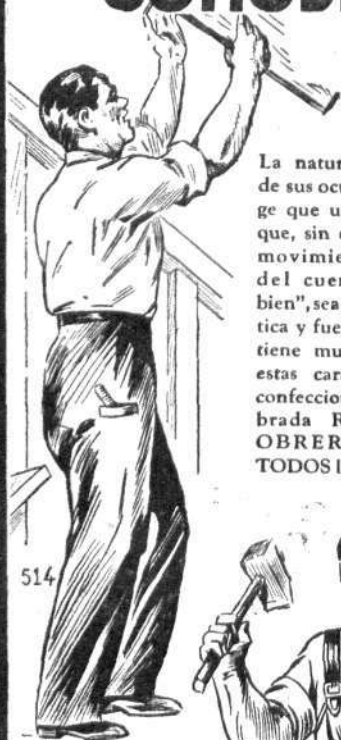 La natur
de sus ocu
ge que u
que, sin
movimie
del cuer
bien", sea
tica y fue
tiene mu
estas cara
confeccion
brada R
OBRER
TODOS l
514